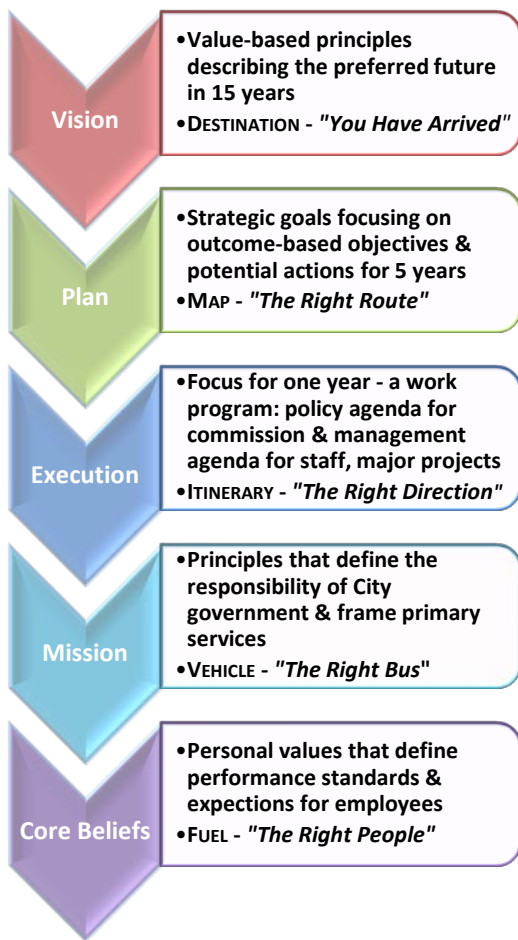 Vision
•Value-based principles
describing the preferred future
in 15 years
•DESTINATION - "You Have Arrived"
Plan
•Strategic goals focusing on
outcome-based objectives &
potential actions for 5 years
•MAP - "The Right Route"
Execution
•Focus for one year - a work
program: policy agenda for
commission & management
agenda for staff, major projects
•ITINERARY - "The Right Direction"
Mission
•Principles that define the
responsibility of City
government & frame primary
services
•VEHICLE - "The Right Bus"
Core Beliefs
•Personal values that define
performance standards &
expections for employees
•FUEL - "The Right People"